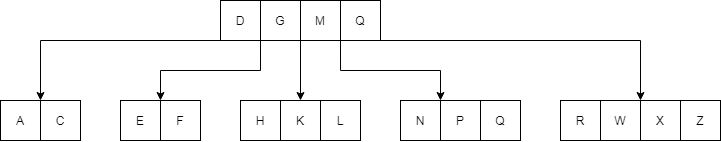 D G M Q
A C E F H K L N P Q R W X Z